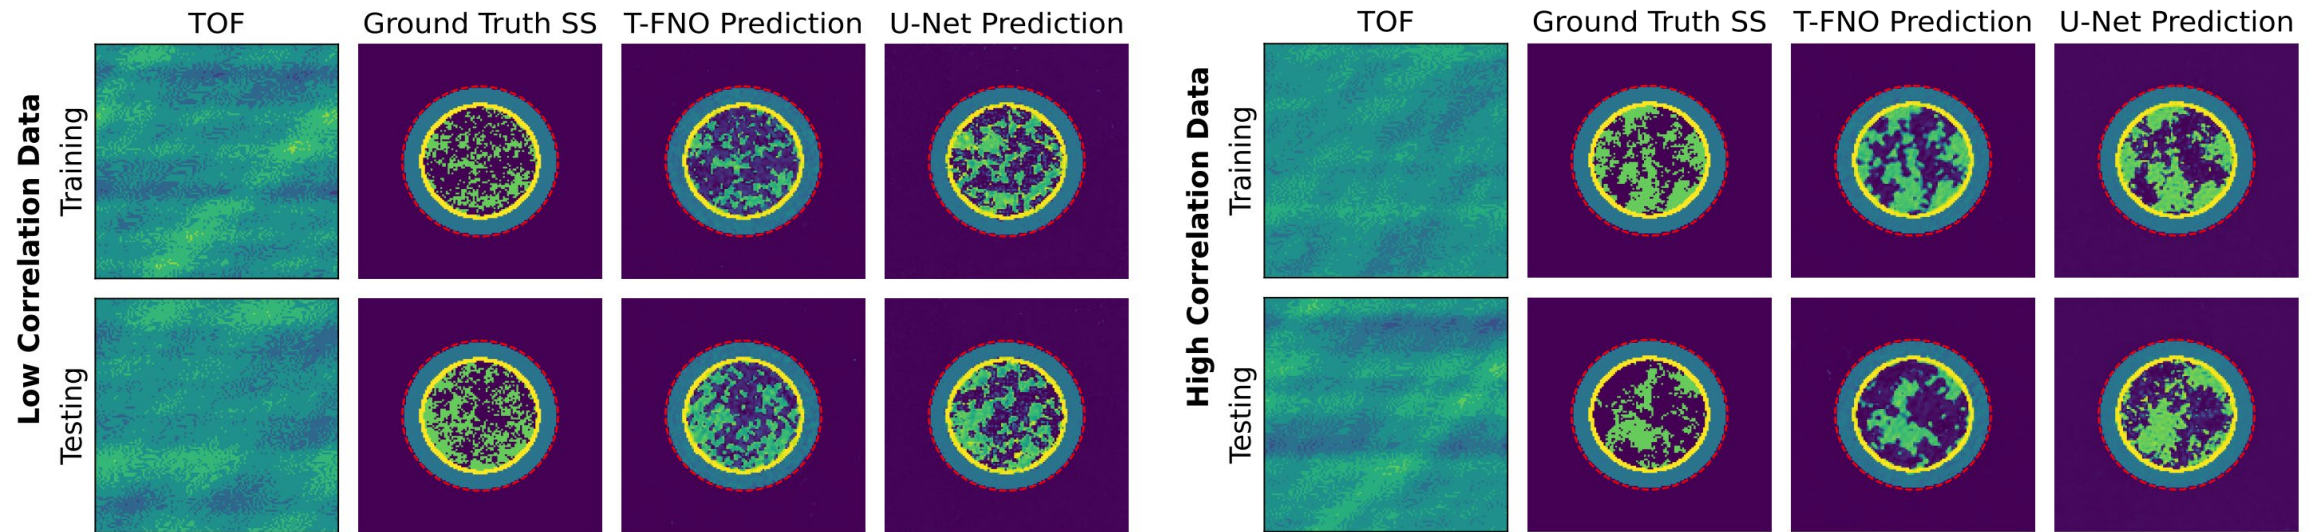 TOF
Ground Truth SS
T-FNO Prediction
U-Net Prediction
Low Correlation Data
Training
Testing
TOF
Ground Truth SS
T-FNO Prediction
U-Net Prediction
High Correlation Data
Training
Testing